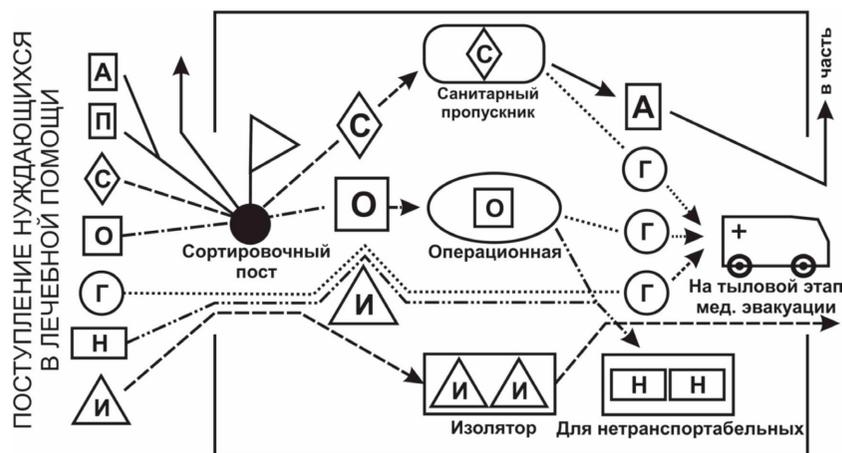 ПОСТУПЛЕНИЕ НУЖДАЮЩИХСЯ
В ЛЕЧЕБНОЙ ПОМОЩИ
А
П
С
О
Г
Н
И
Сортировочный
пост
С
О
И
С
Санитарный
пропускник
О
Операционная
И И
Изолятор
А
Г
Г
Г
Н Н
Для нетранспортабельных
в часть
На тыловой этап
мед. эвакуации